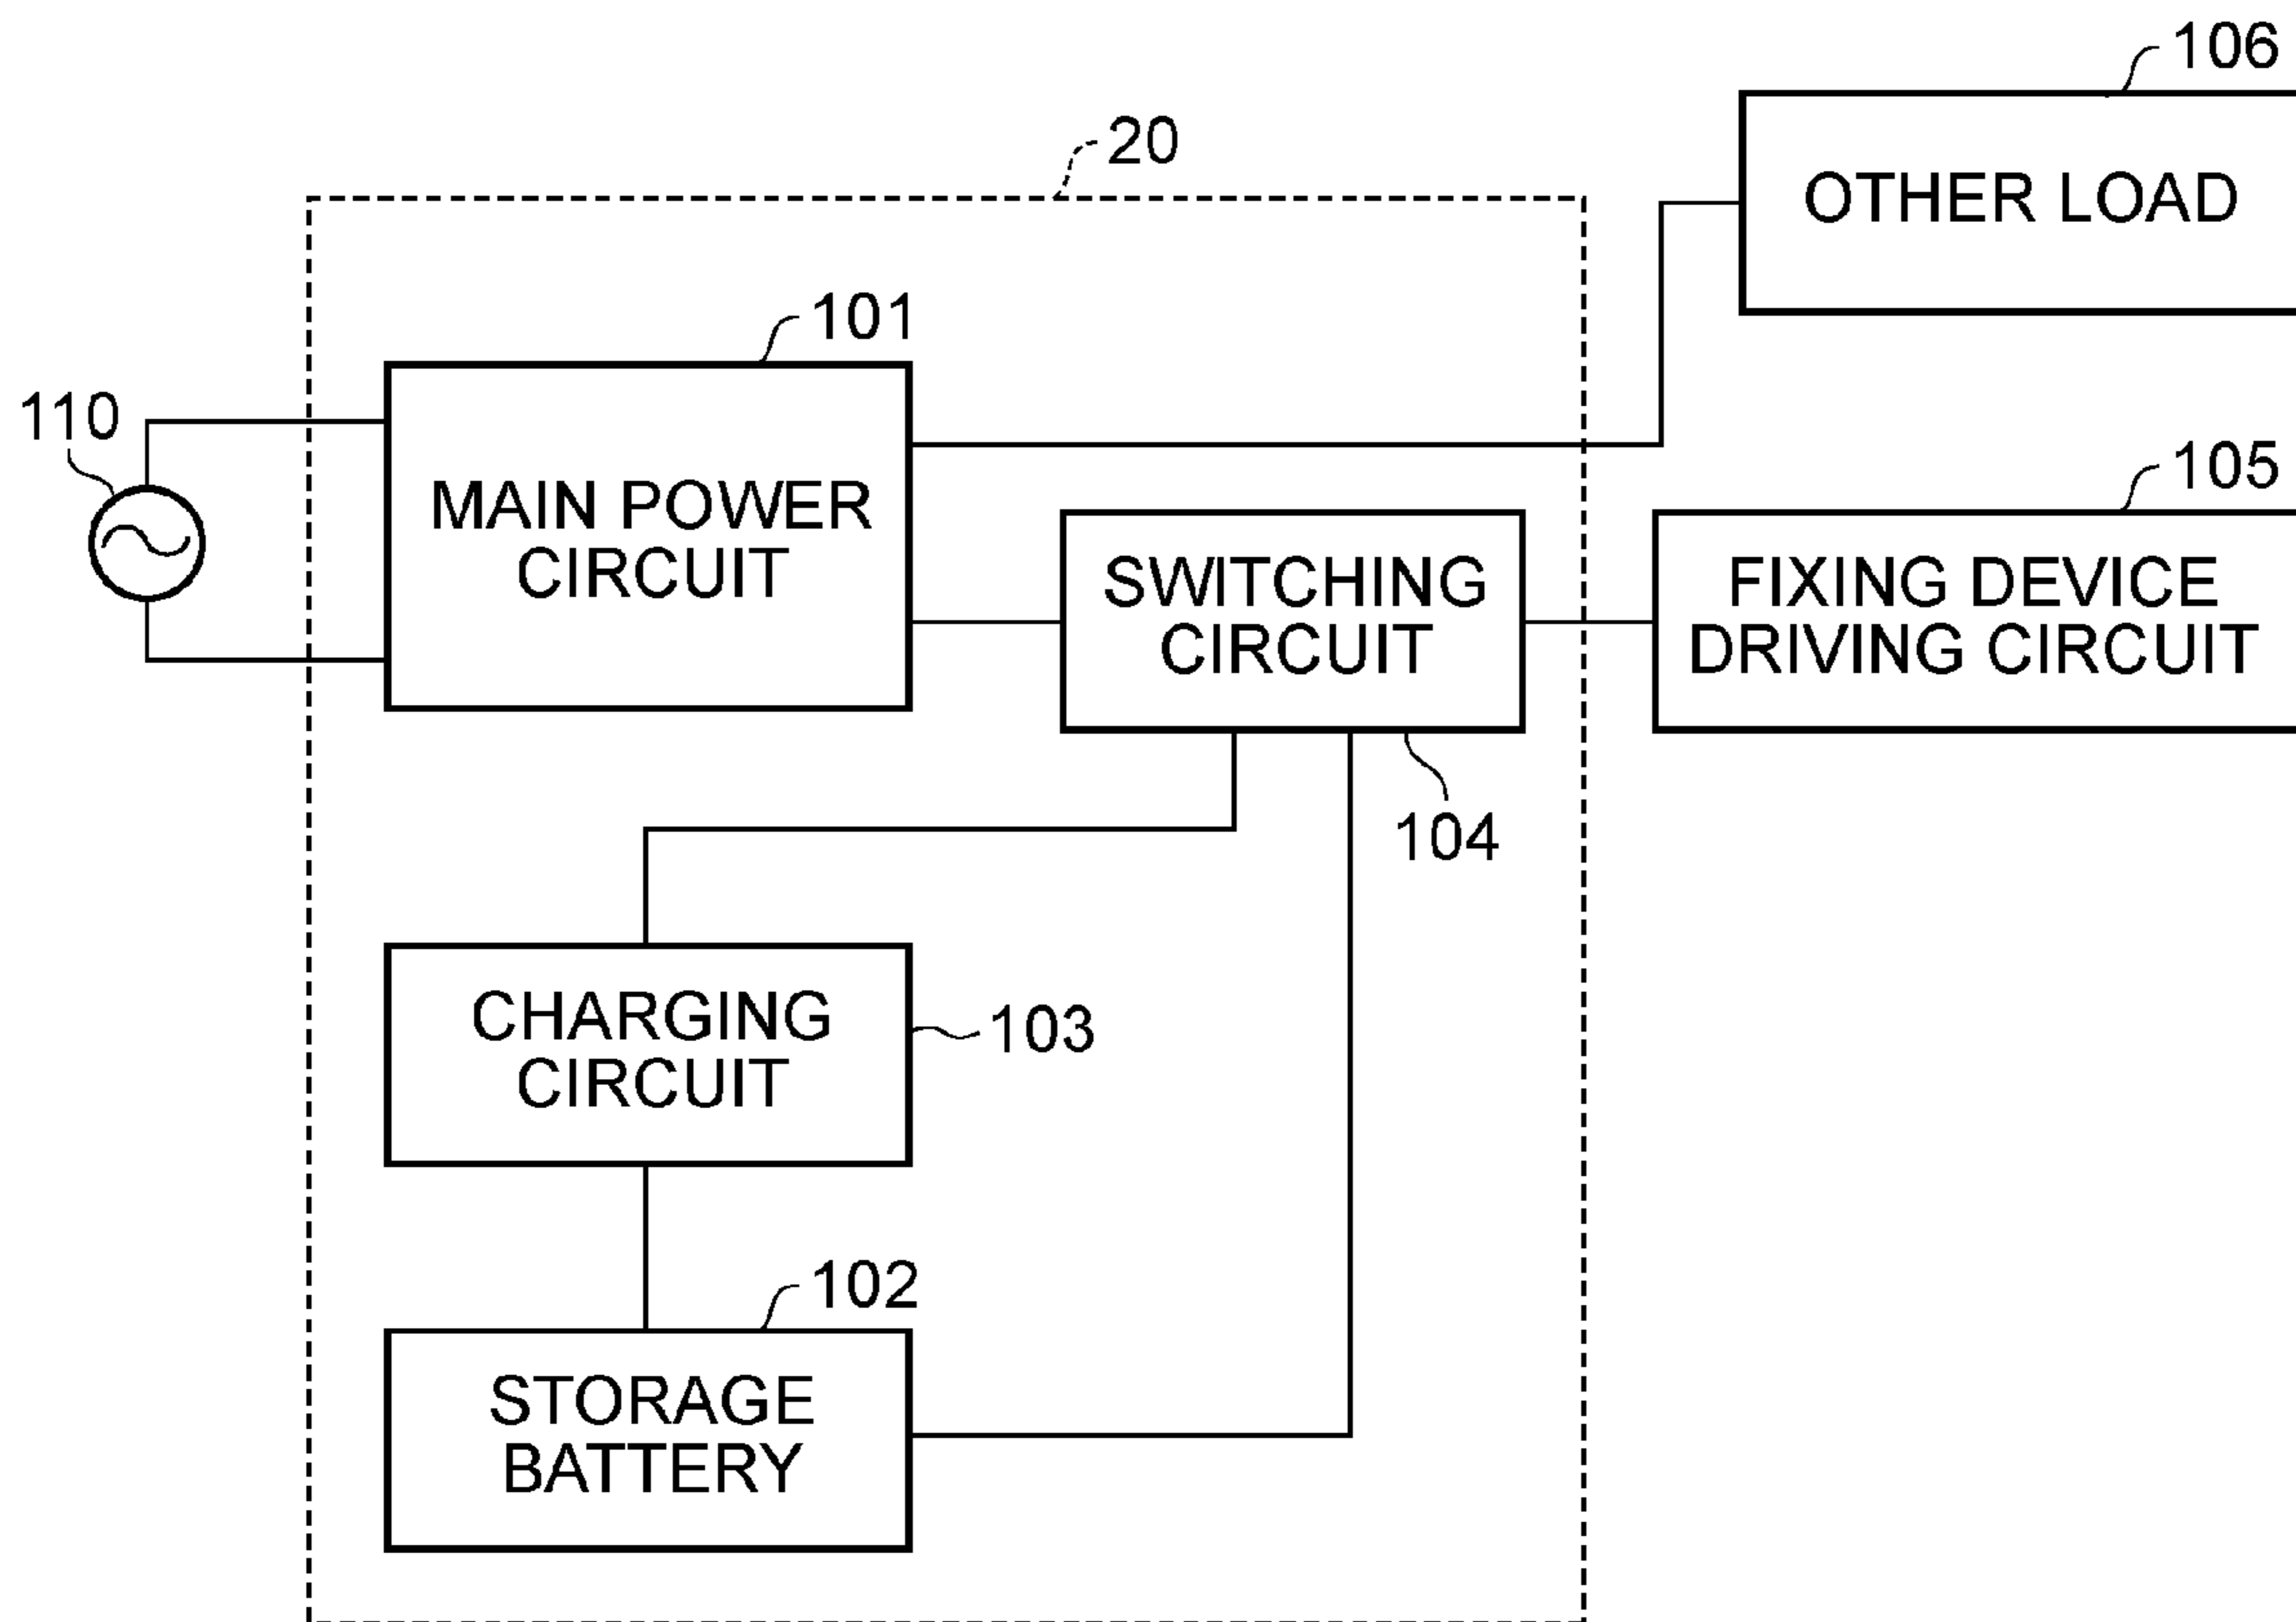 106
OTHER LOAD
20
101
110
MAIN POWER
CIRCUIT
105
SWITCHING
CIRCUIT
FIXING DEVICE
DRIVING CIRCUIT
104
CHARGING
CIRCUIT
103
102
STORAGE
BATTERY